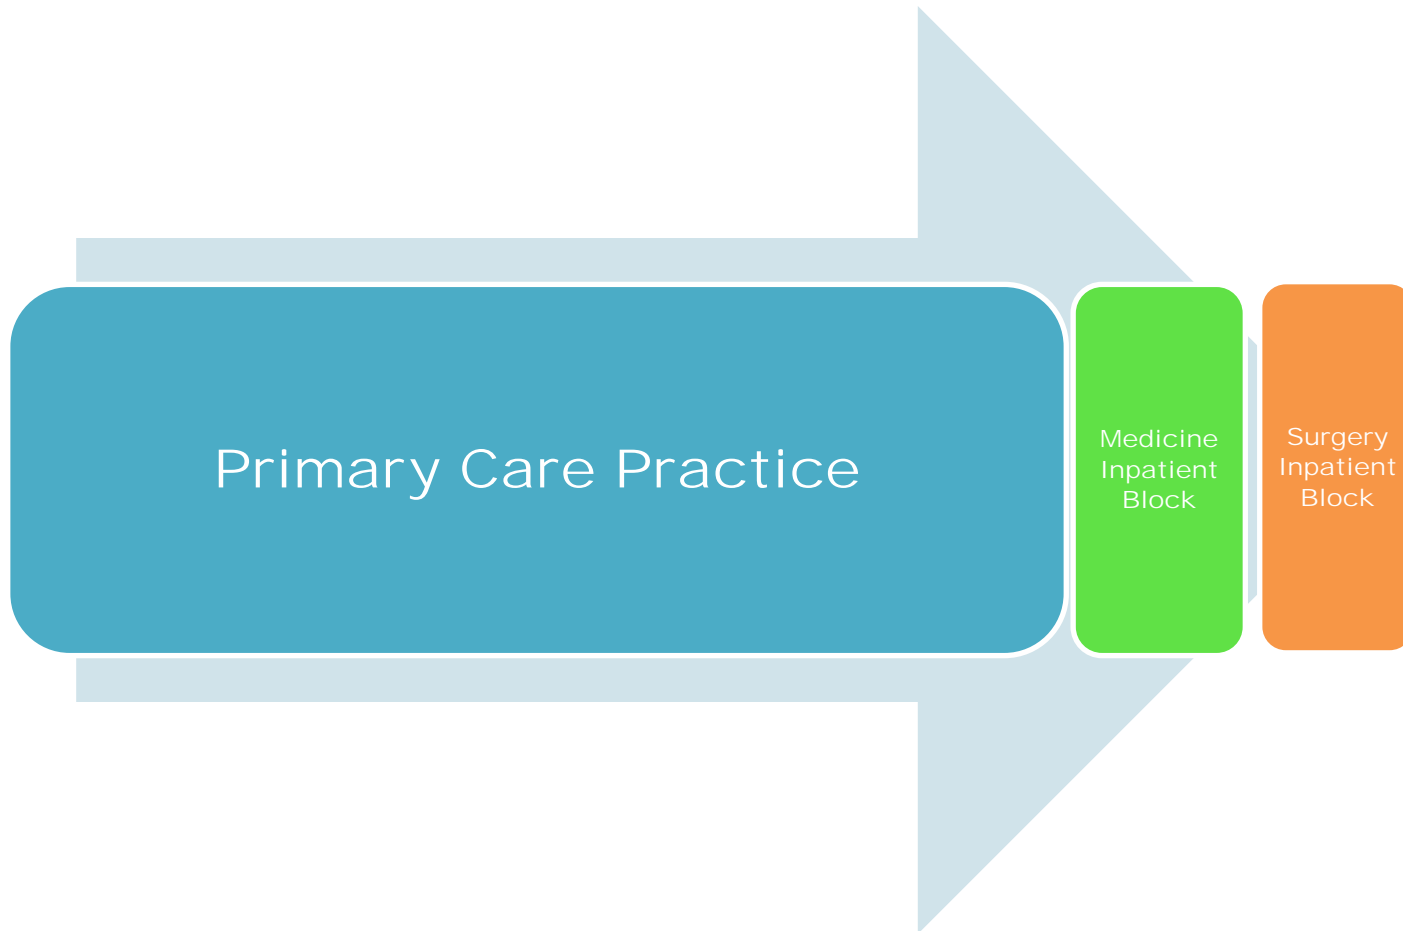 Primary Care Practice
Medicine
Inpatient
Block
Surgery
Inpatient
Block